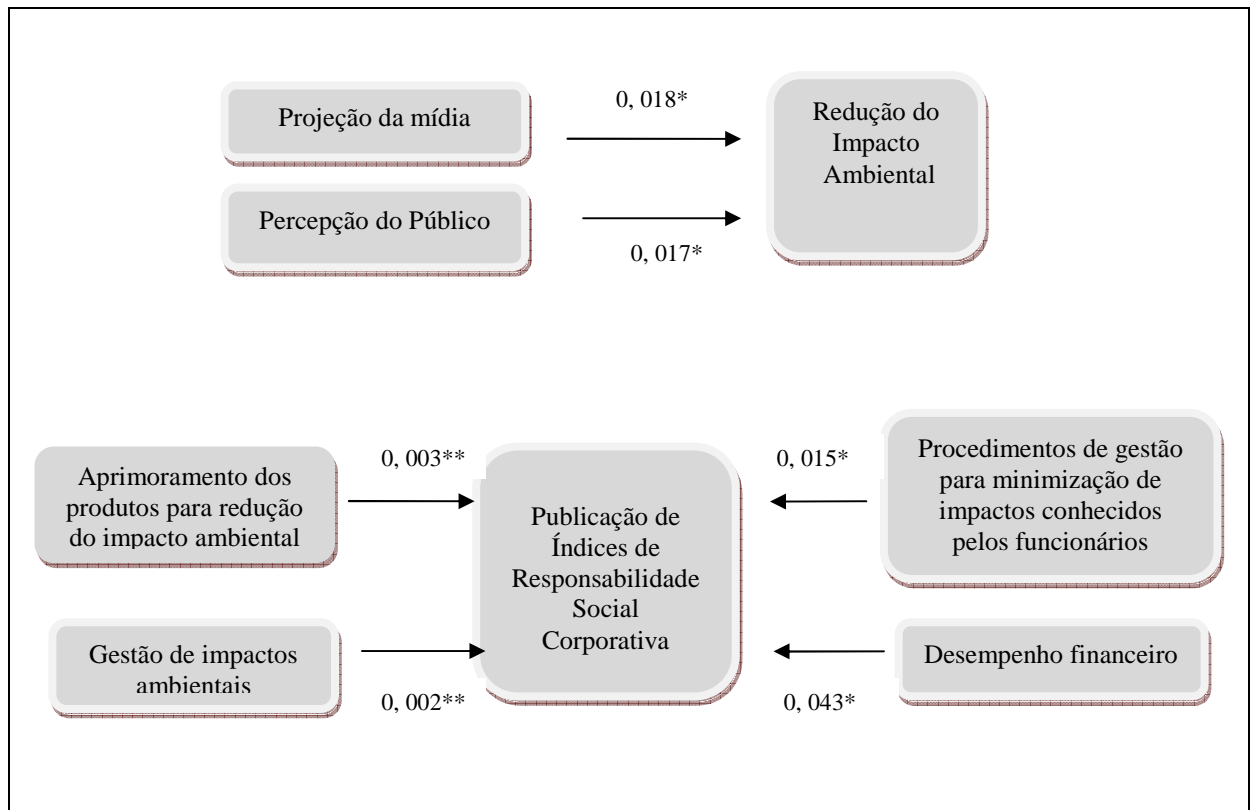 Projeção da mídia
0, 018*
Redução do
Impacto
Ambiental
Percepção do Público
0, 017*
Aprimoramento dos
produtos para redução
do impacto ambiental
0, 003**
Publicação de
Índices de
Responsabilidade
Social
Corporativa
0, 015*
Procedimentos de gestão
para minimização de
impactos conhecidos
pelos funcionários
Gestão de impactos
ambientais
0, 002**
0, 043*
Desempenho financeiro